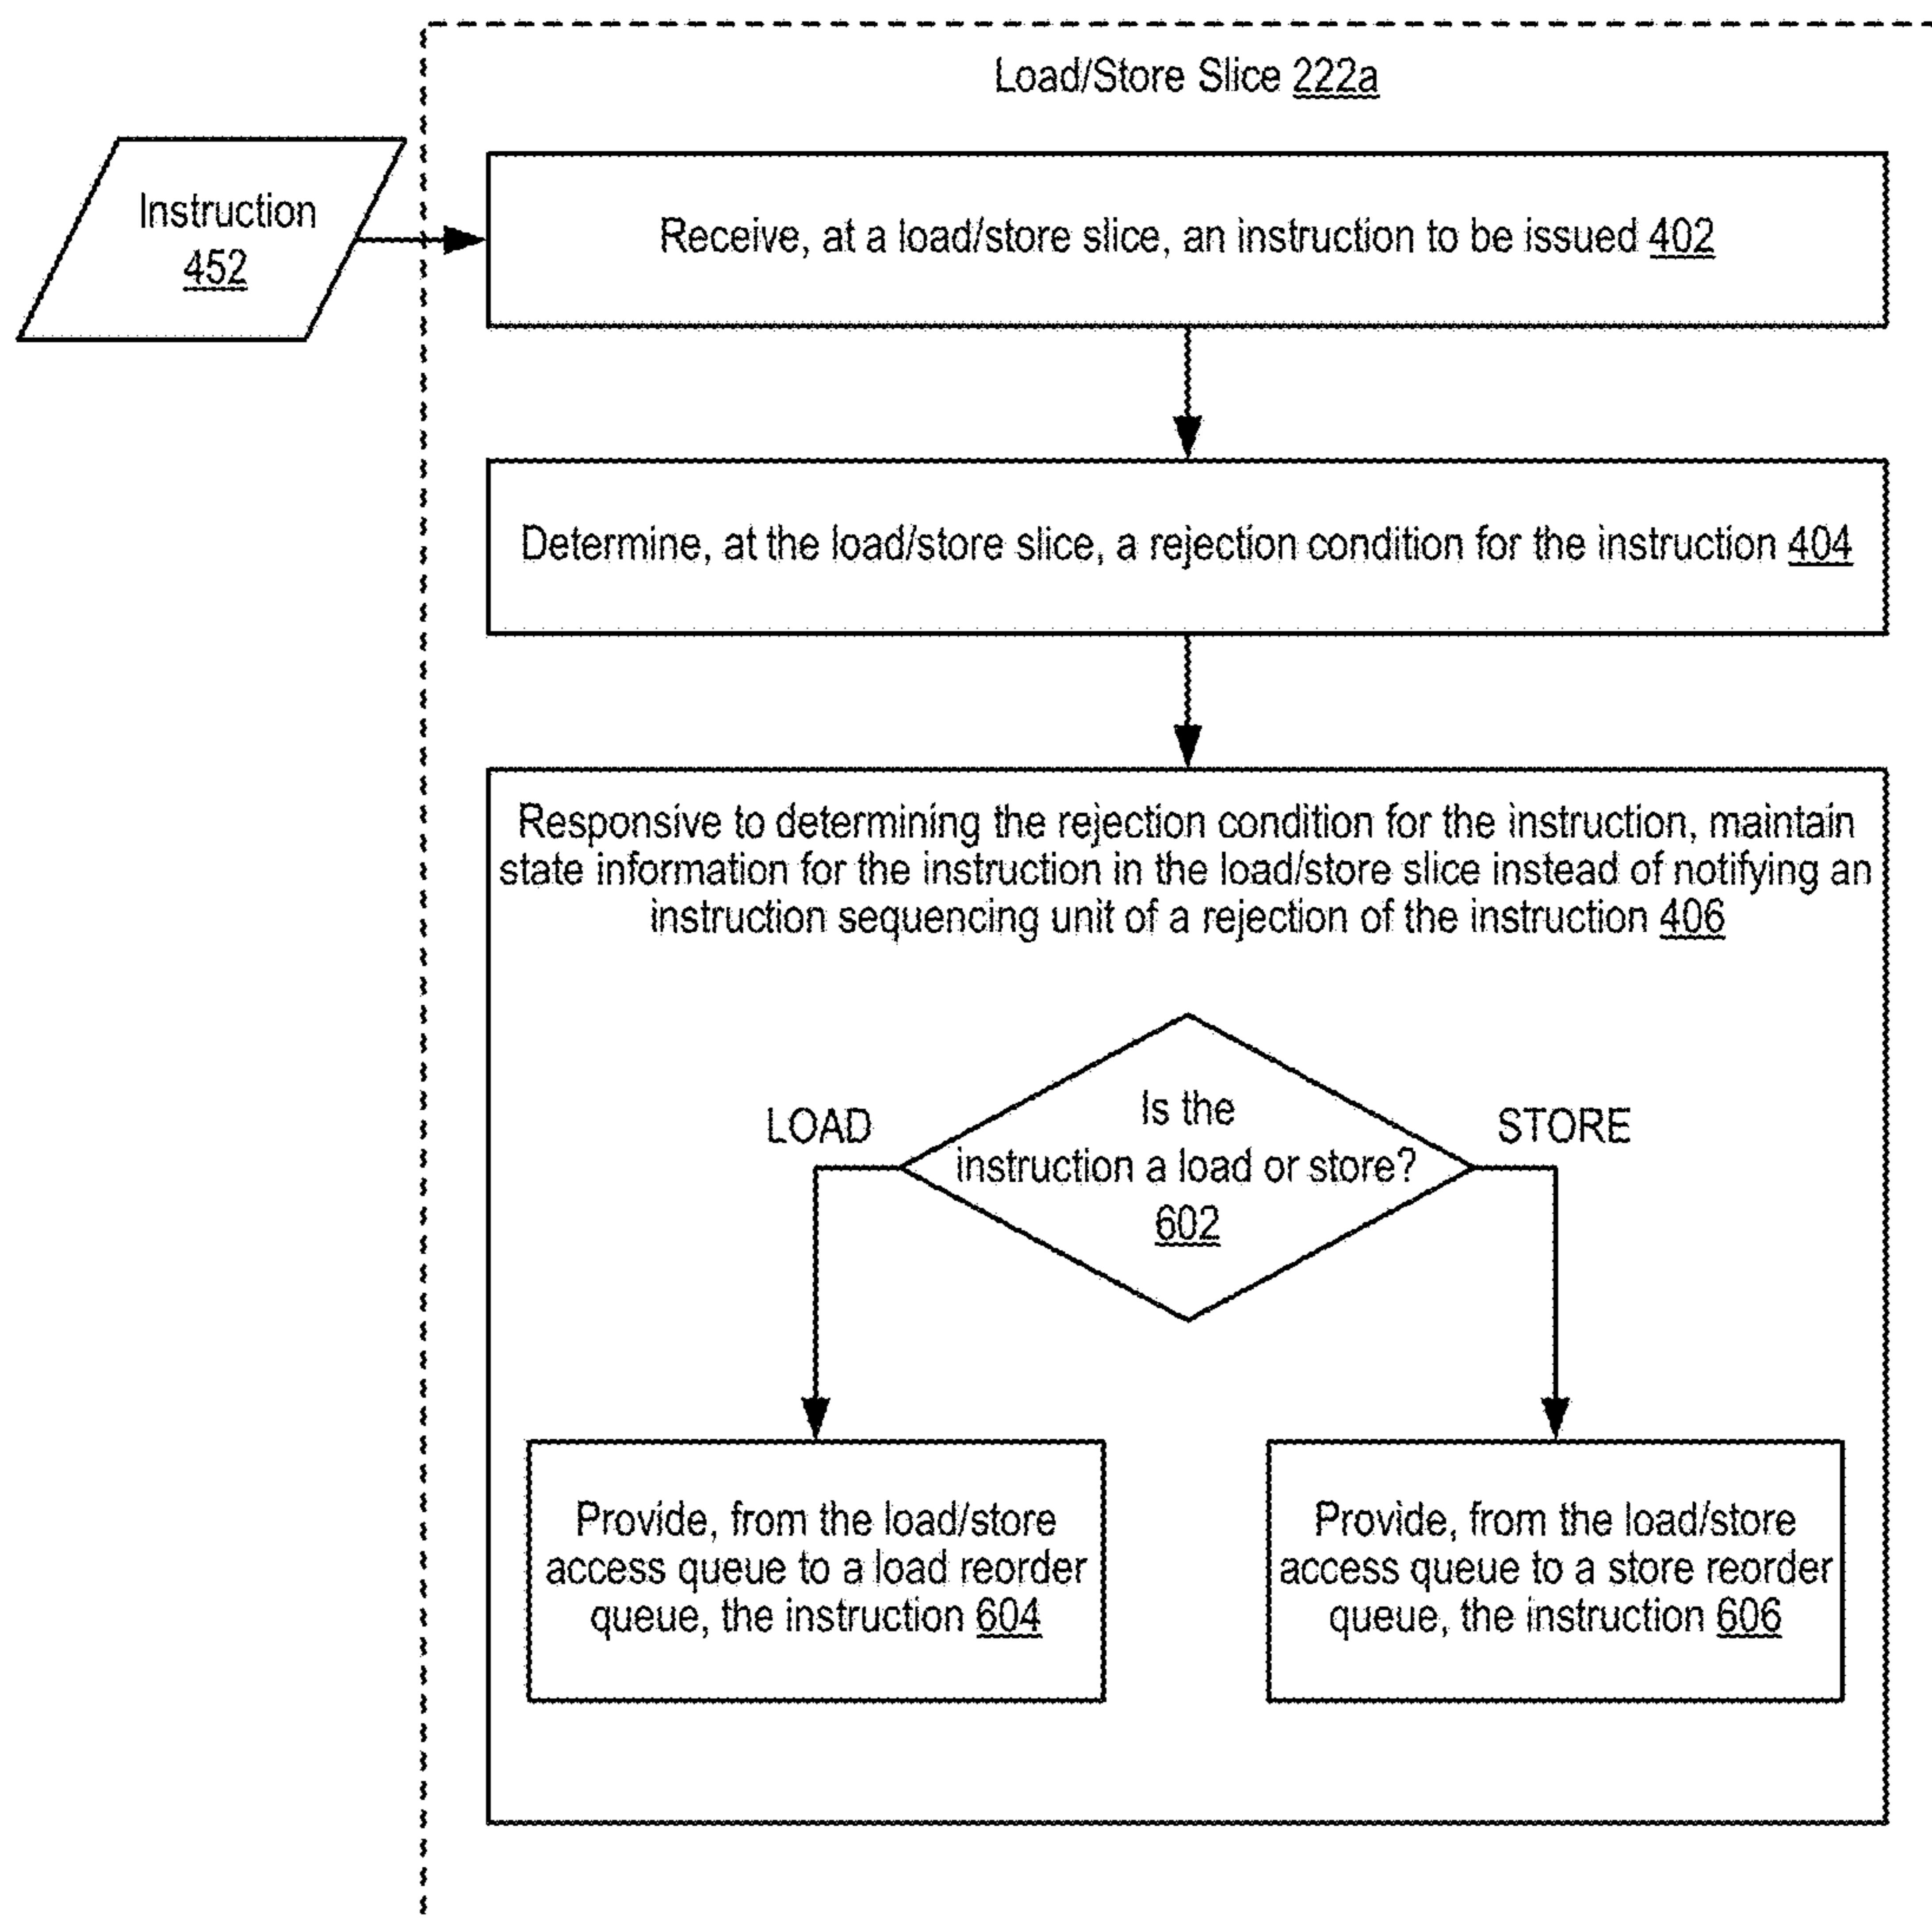 Load/Store Slice 222a
Instruction
452
Receive, at a load/store slice, an instruction to be issued 402
Determine, at the load/store slice, a rejection condition for the instruction 404
Responsive to determining the rejection condition for the instruction, maintain
state information for the instruction in the load/store slice instead of notifying an
instruction sequencing unit of a rejection of the instruction 406
LOAD
Is the
instruction a load or store?
602
STORE
Provide, from the load/store
access queue to a load reorder
queue, the instruction 604
Provide, from the load/store
access queue to a store reorder
queue, the instruction 606